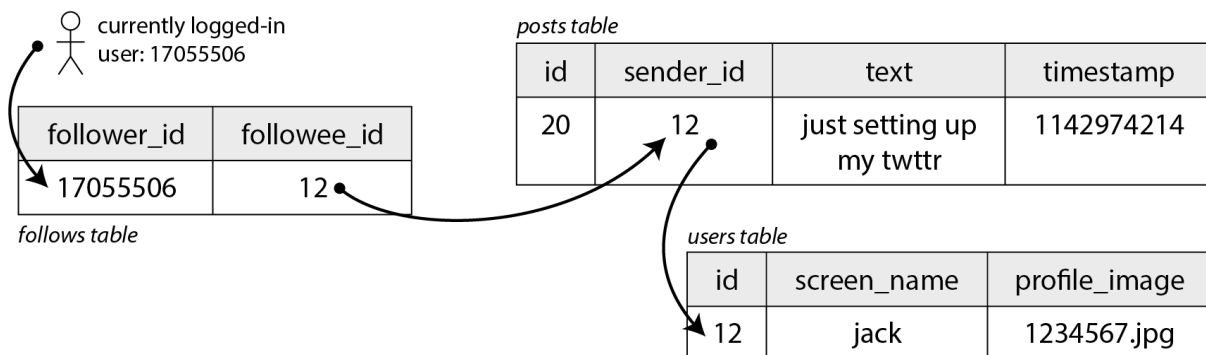 currently logged-in
user: 17055506
follower_id followee_id
17055506 12
follows table
posts table
id sender_id text timestamp
20 12 just setting up 1142974214
my twttr
users table
id screen_name profile_image
12 jack 1234567.jpg